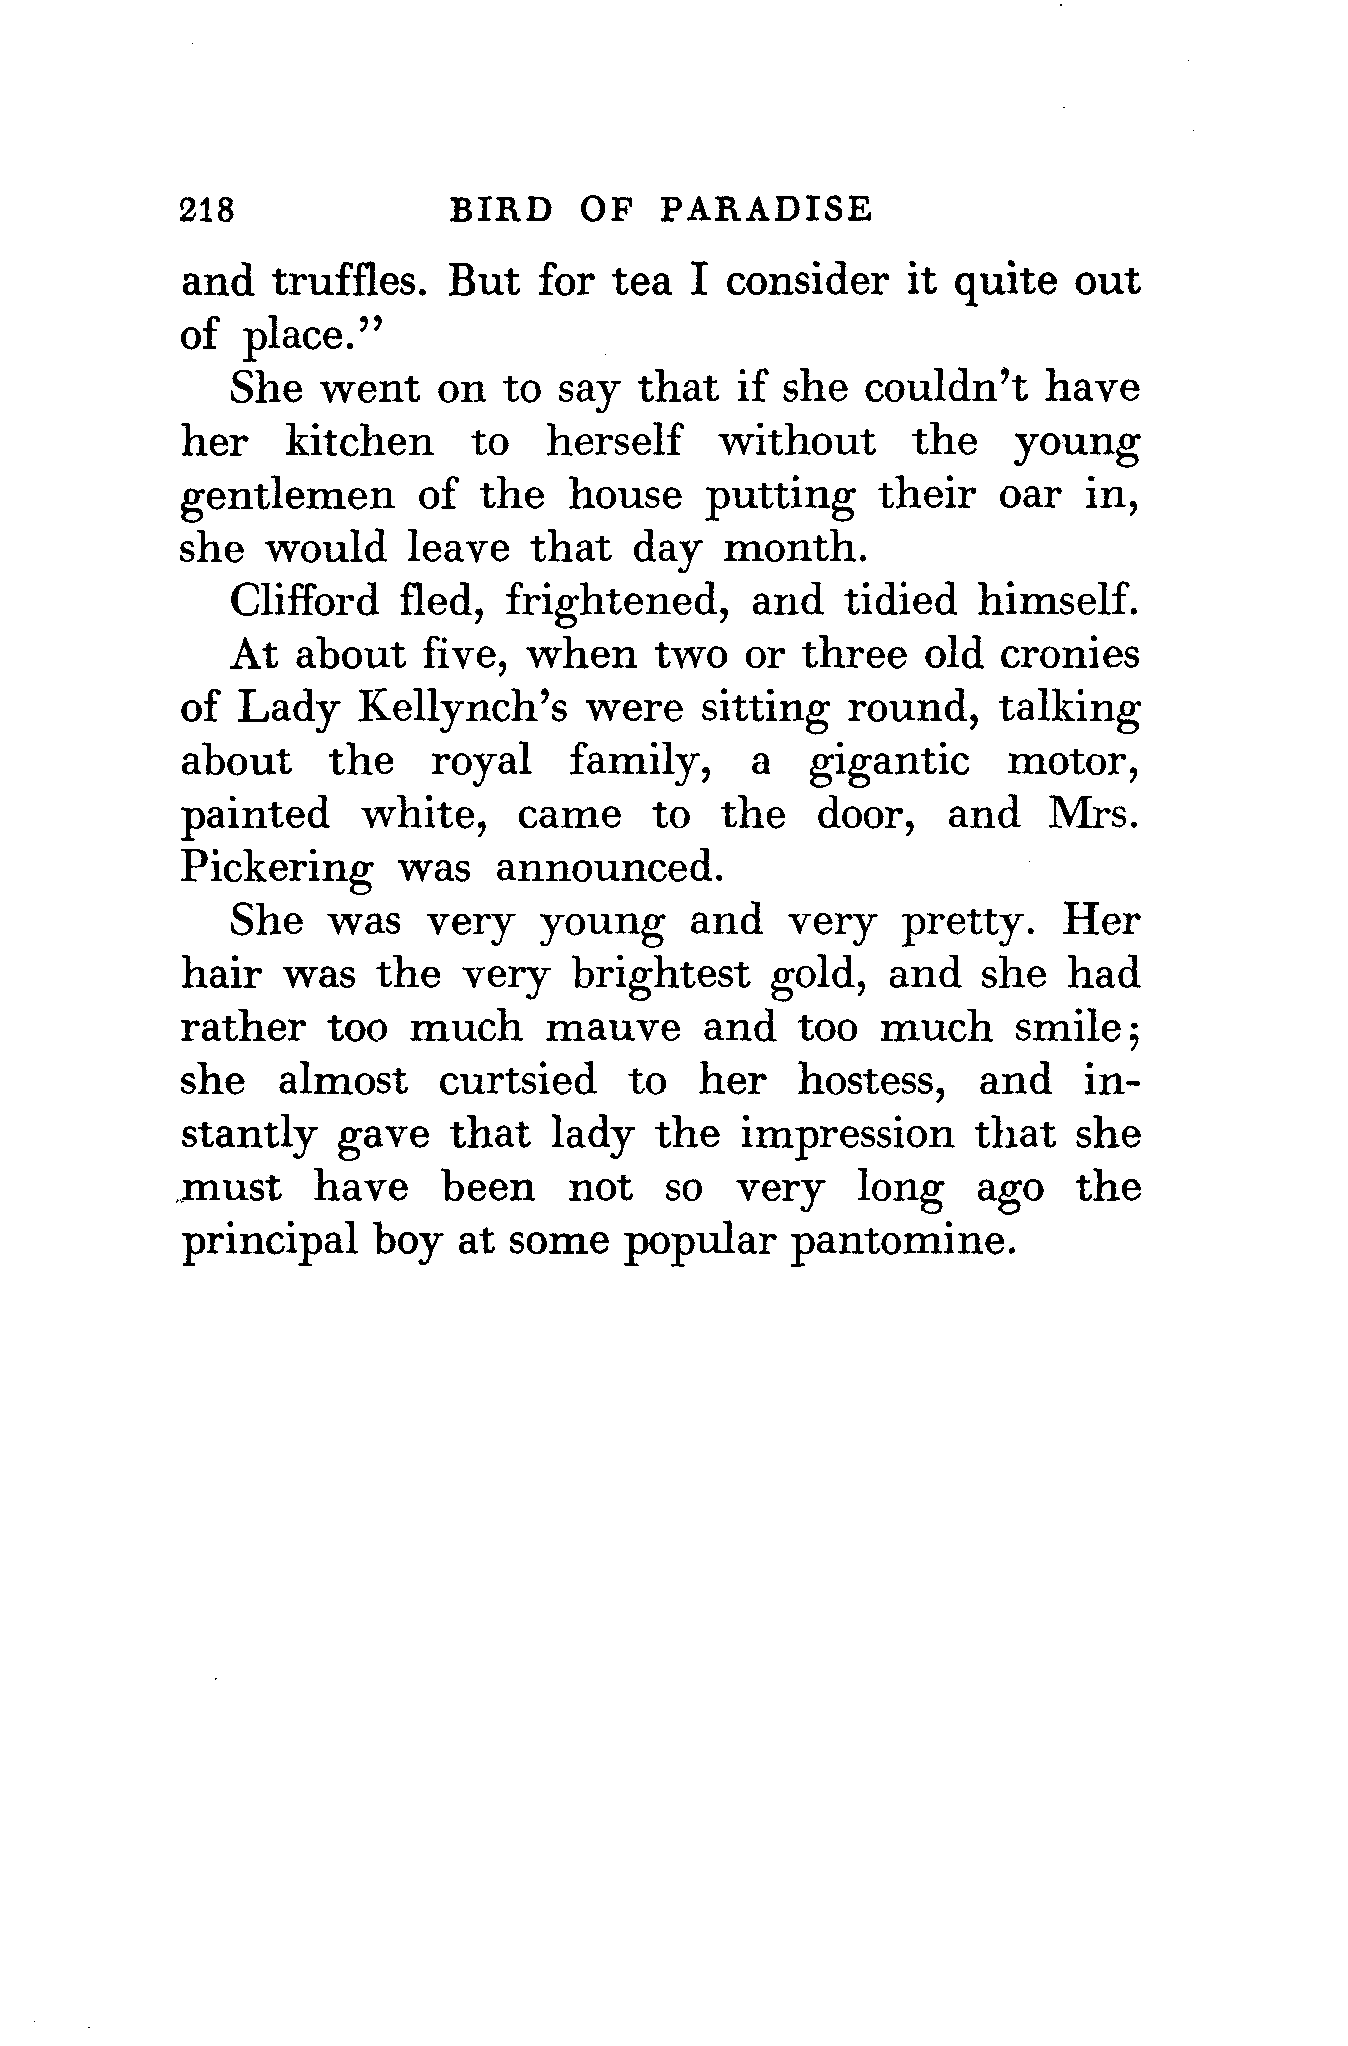 218 BIRD OF PARADISE
and truffles. But for tea I consider it quite out
of place.”
She went on to say that if she couldn’t have
her kitchen to herself without the young
gentlemen of the house putting their oar in,
she would leave that day month.
Clifford fled, frightened, and tidied himself.
At about five, when two or three old cronies
of Lady Kellynch’s were sitting round, talking
about the royal family, a gigantic motor,
painted white, came to the door, and Mrs.
Pickering was announced.
She was very young and very pretty. Her
hair was the very brightest gold, and she had
rather too much mauve and too much smile;
she almost curtsied to her hostess, and in-
stantly gave that lady the impression that she
must have been not so very long ago the
principal boy at some popular pantomine.